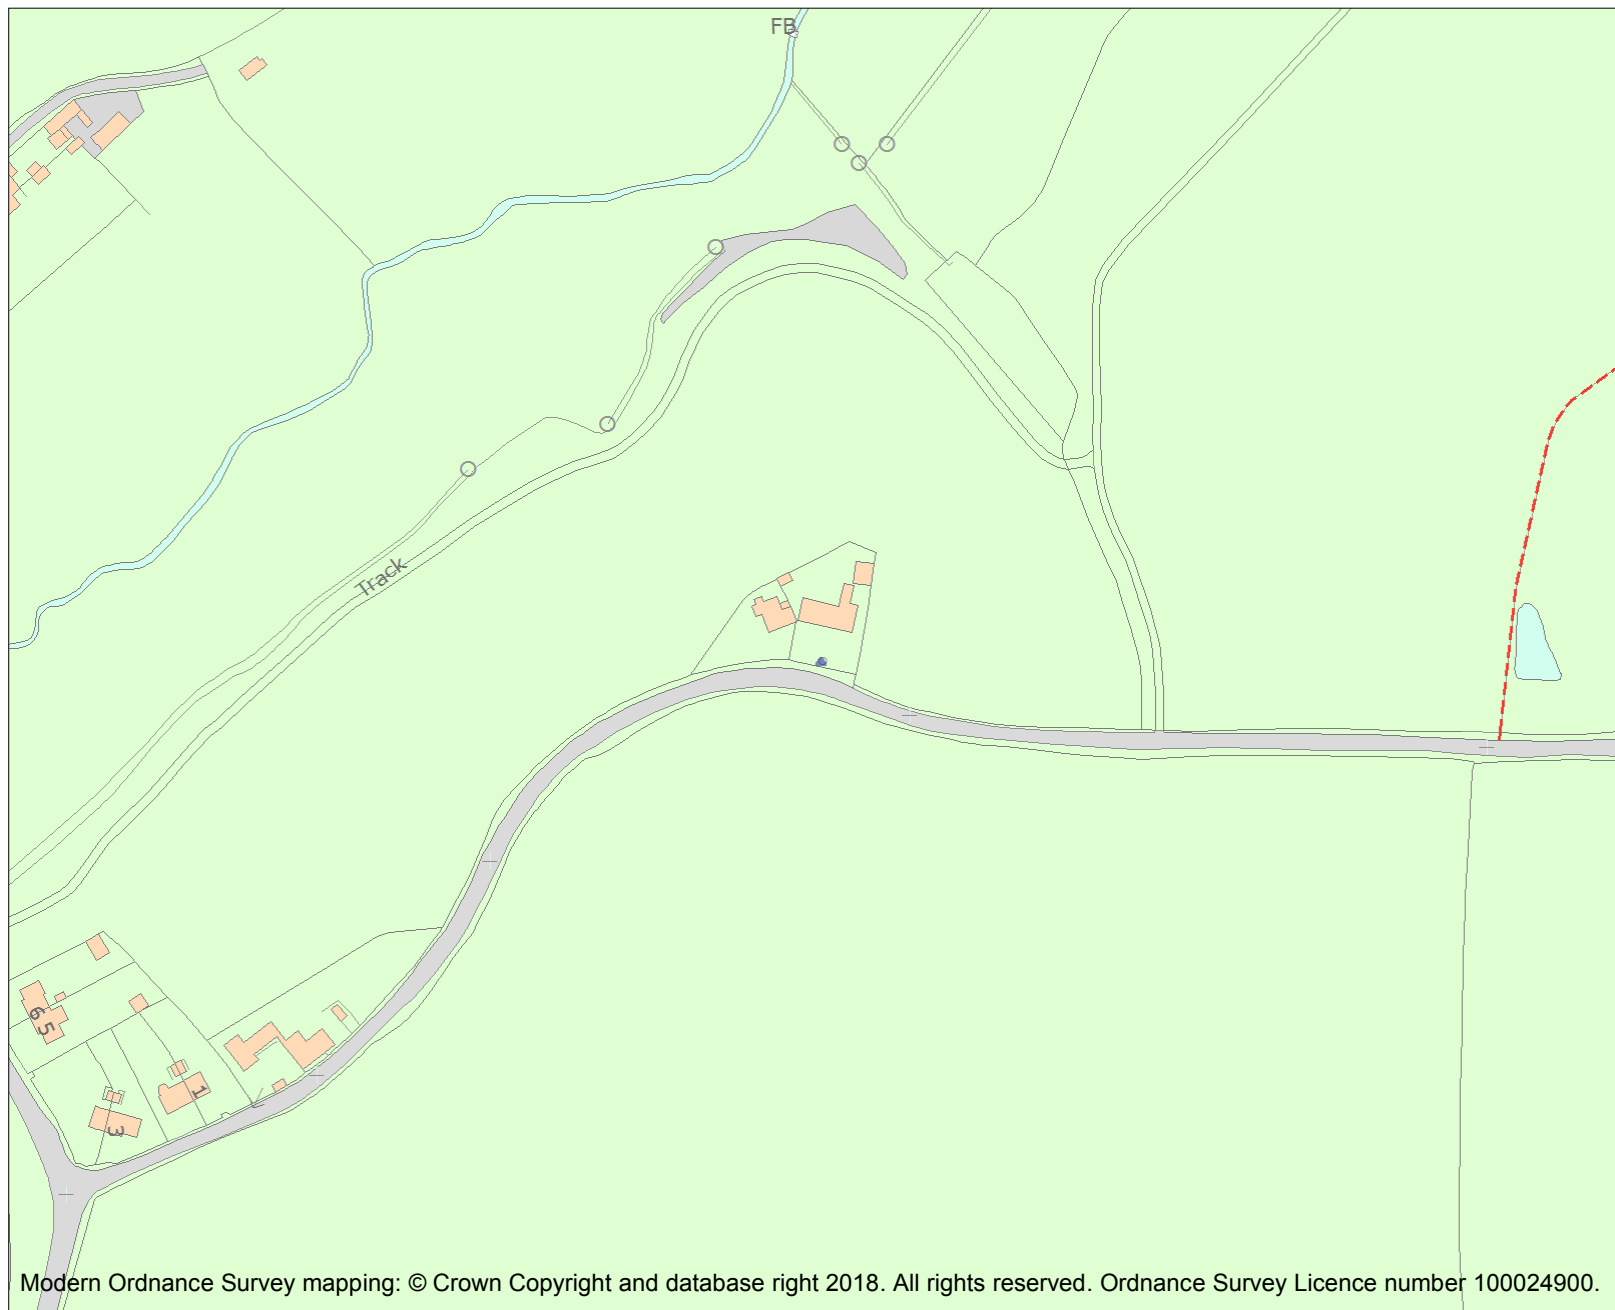 FB
Track
6 5
1
3
Modern Ordnance Survey mapping: © Crown Copyright and database right 2018. All rights reserved. Ordnance Survey Licence number 100024900.